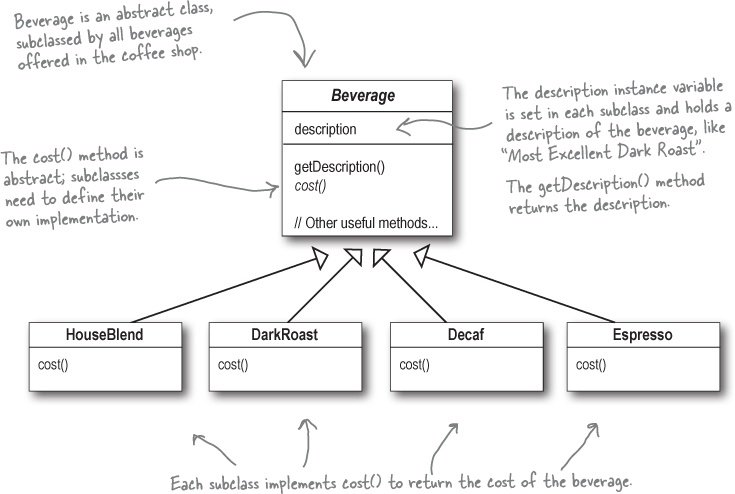 Beverage is an abstract class,
subclassed by all beverages
offered in the coffee shop.
Beverage
description
getDescription()
cost()
// Other useful methods...
The description instance variable
is set in each subclass and holds a
description of the beverage, like
“Most Excellent Dark Roast”.
The getDescription() method
returns the description.
The cost() method is
abstract; subclassses
need to define their
own implementation.
HouseBlend
cost()
DarkRoast
cost()
Decaf
cost()
Espresso
cost()
Each subclass implements cost() to return the cost of the beverage.